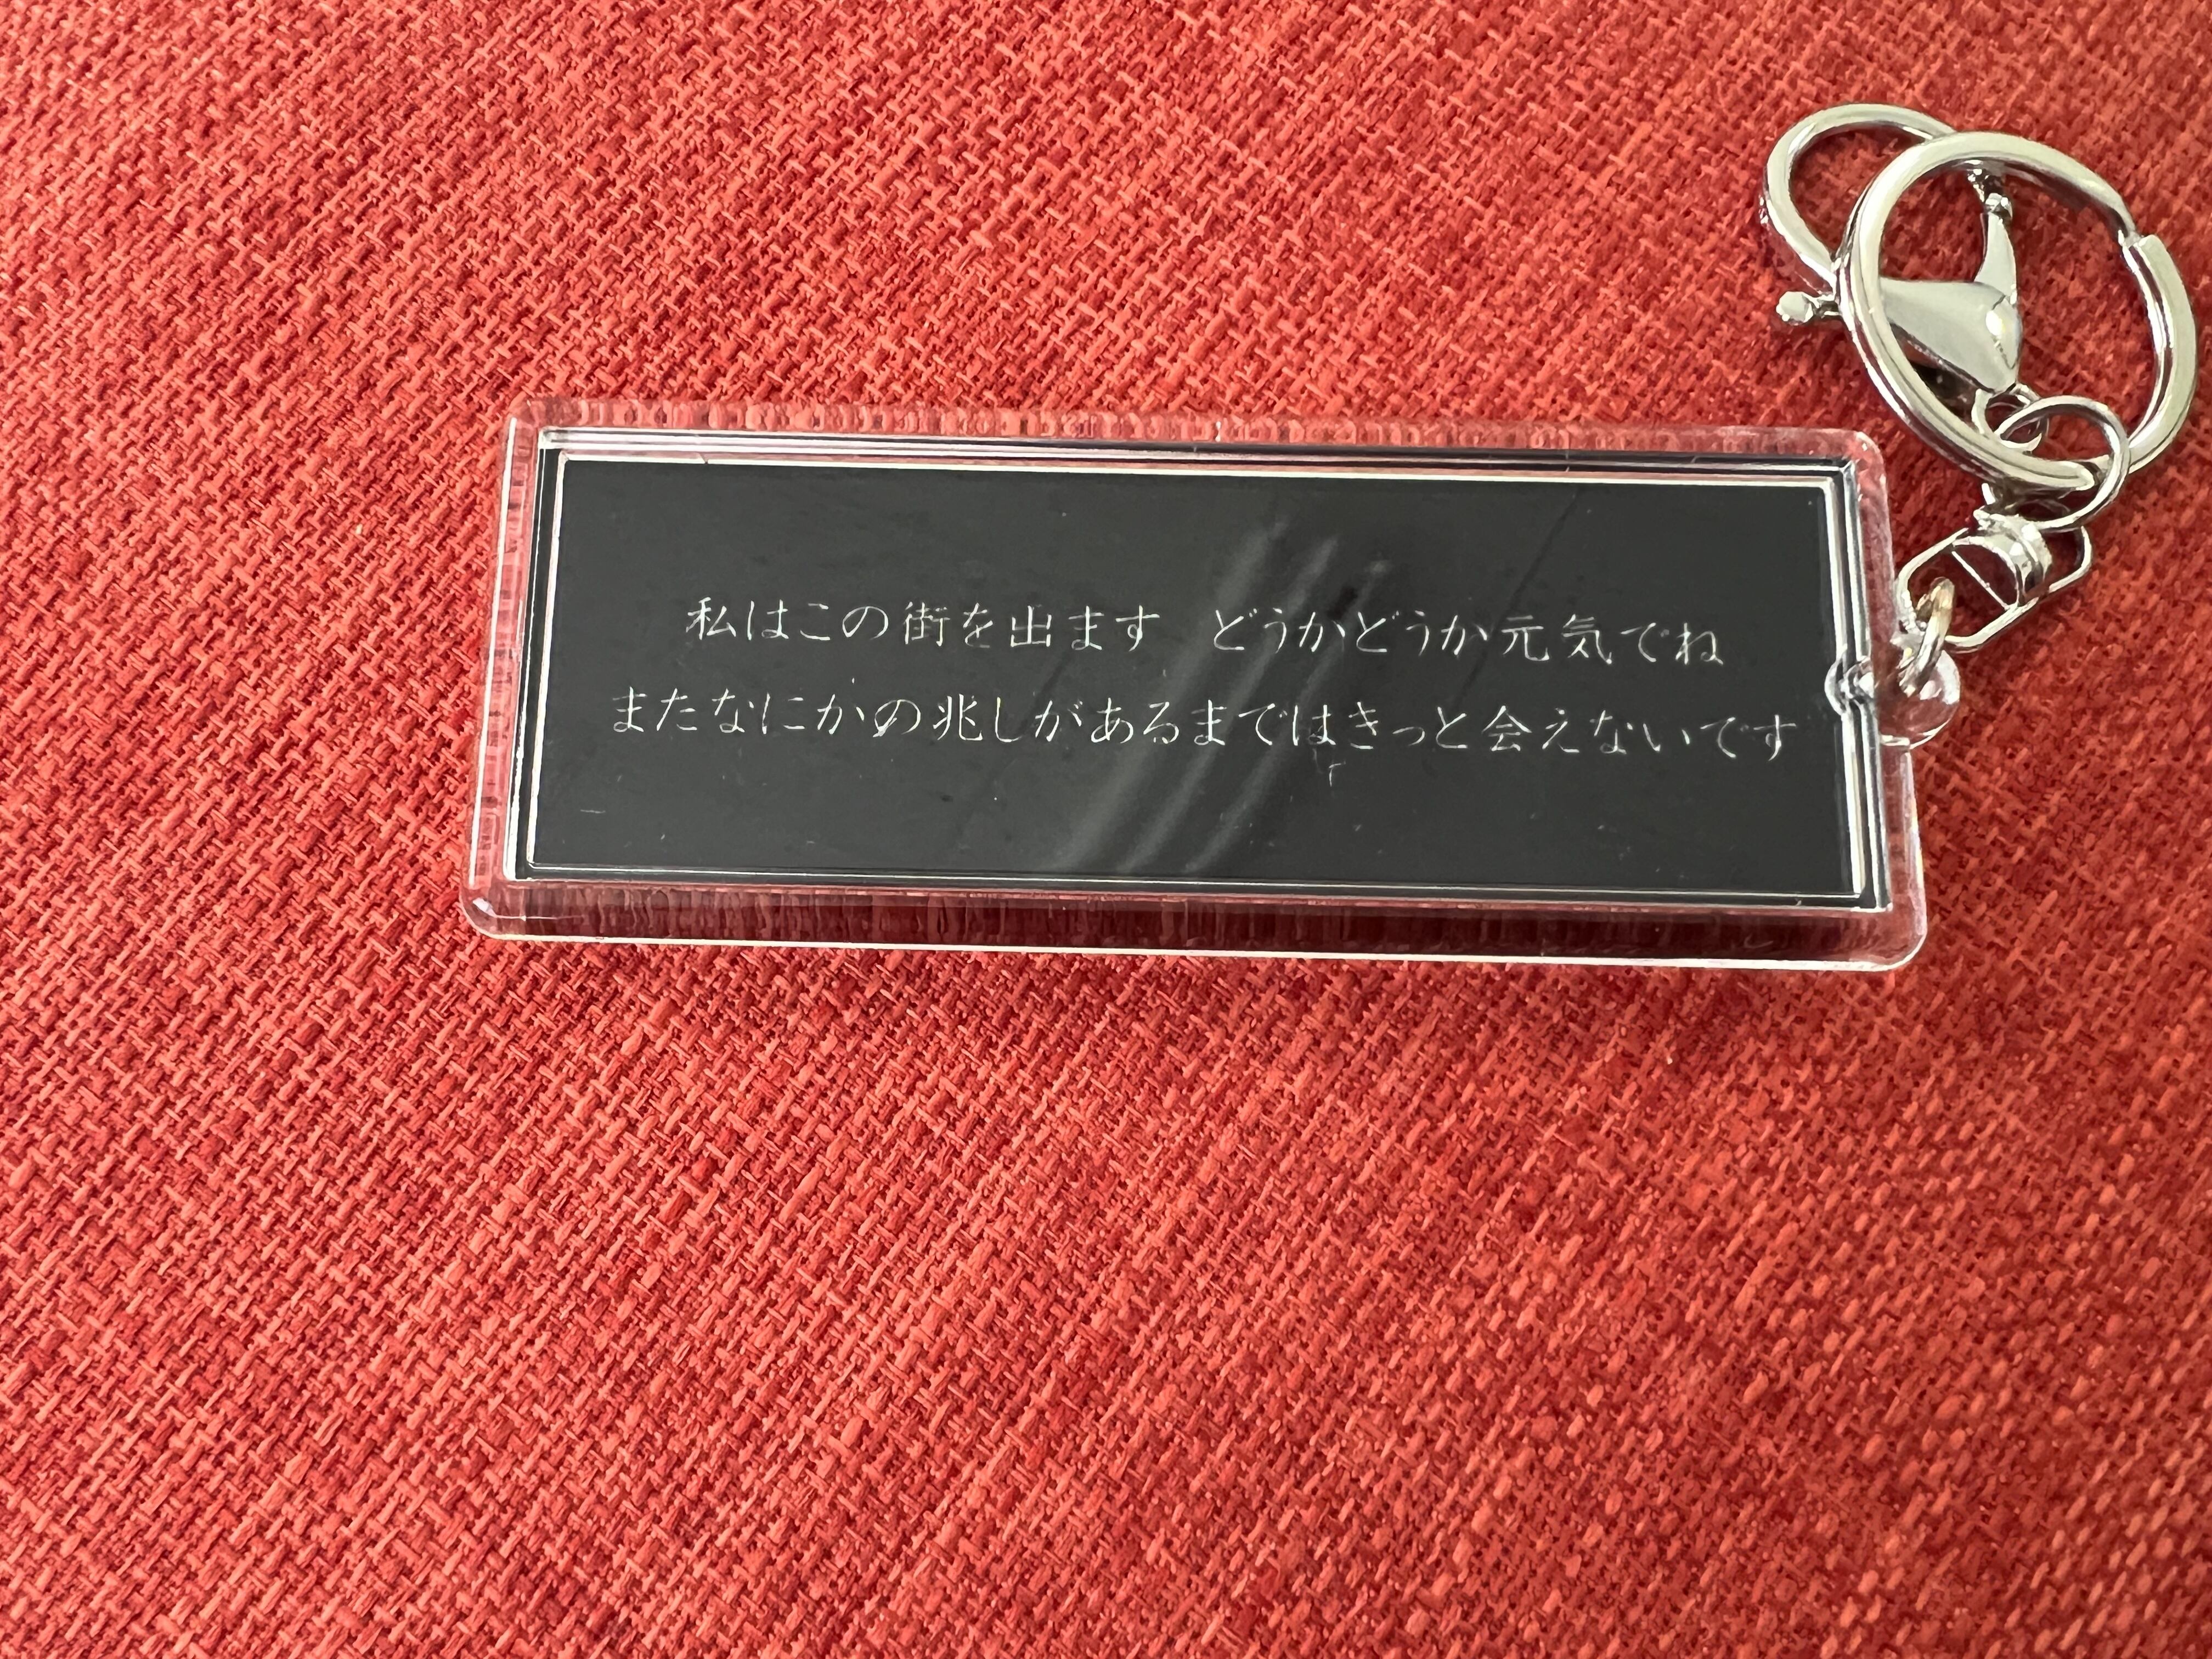 私はこの街を出ます　どうかどうか元気でね
またなにかの兆しがあるまではきっと会えないです